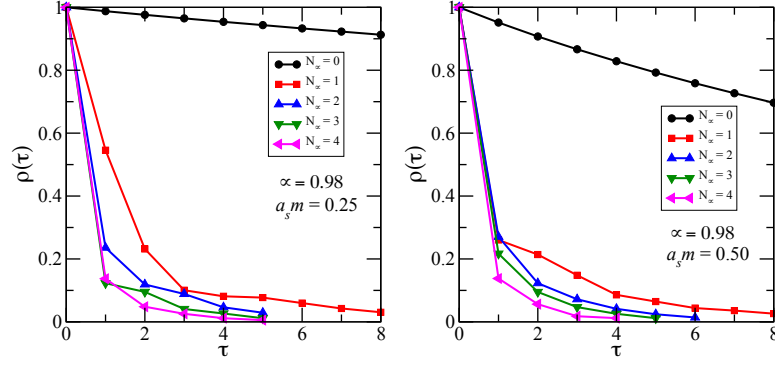 1
0.8
0.6
0.4
0.2
0
ρ(τ)
N∝ = 0
N∝ = 1
N∝ = 2
N∝ = 3
N∝ = 4
∝ = 0.98
aₛm = 0.25
0 2 4 6 8
τ
1
0.8
0.6
0.4
0.2
0
ρ(τ)
N∝ = 0
N∝ = 1
N∝ = 2
N∝ = 3
N∝ = 4
∝ = 0.98
aₛm = 0.50
0 2 4 6 8
τ